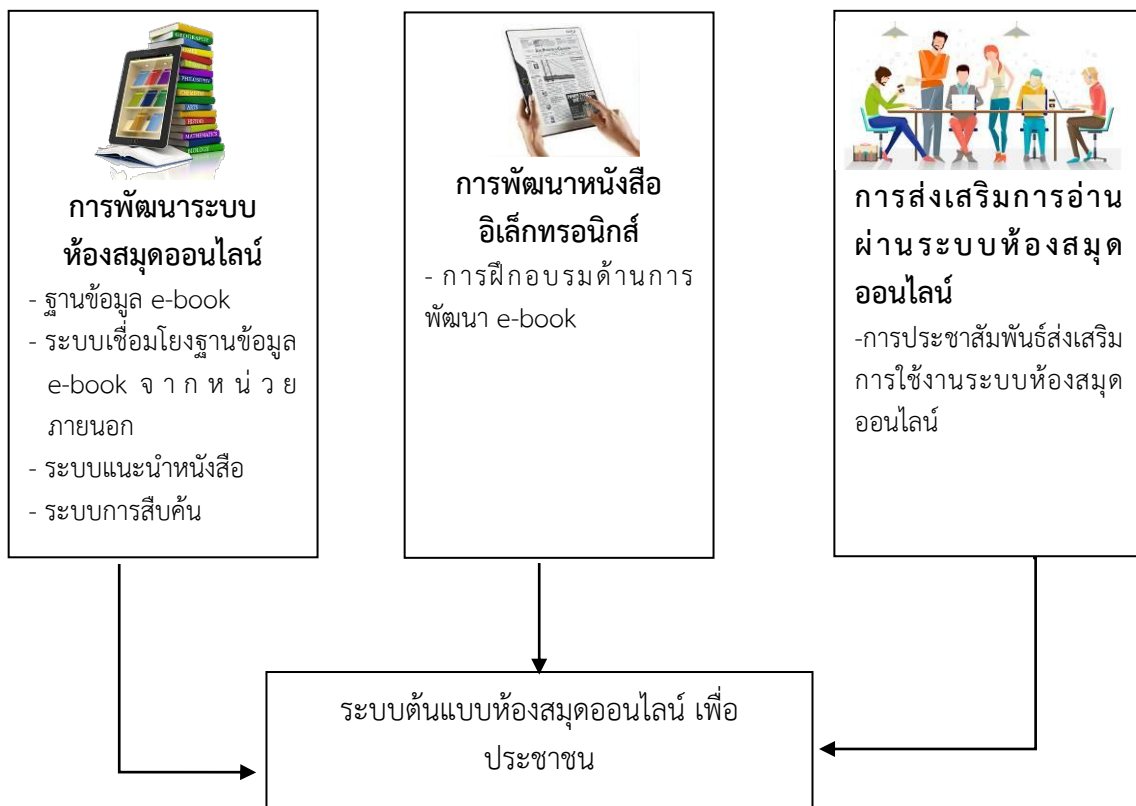 GEOGRAPHY
PHILOSOPHY
CHEMISTRY
ARTS
HISTORY
MATHEMATICS
BIOLOGY
การพัฒนาระบบ
ห้องสมุดออนไลน์
- ฐานข้อมูล e-book
- ระบบเชื่อมโยงฐานข้อมูล
e-book จากหน่วย
ภายนอก
- ระบบแนะนำหนังสือ
- ระบบการสืบค้น
การพัฒนาหนังสือ
อิเล็กทรอนิกส์
- การฝึกอบรมด้านการ
พัฒนา e-book
การส่งเสริมการอ่าน
ผ่านระบบห้องสมุด
ออนไลน์
-การประชาสัมพันธ์ส่งเสริม
การใช้งานระบบห้องสมุด
ออนไลน์
ระบบต้นแบบห้องสมุดออนไลน์ เพื่อ
ประชาชน